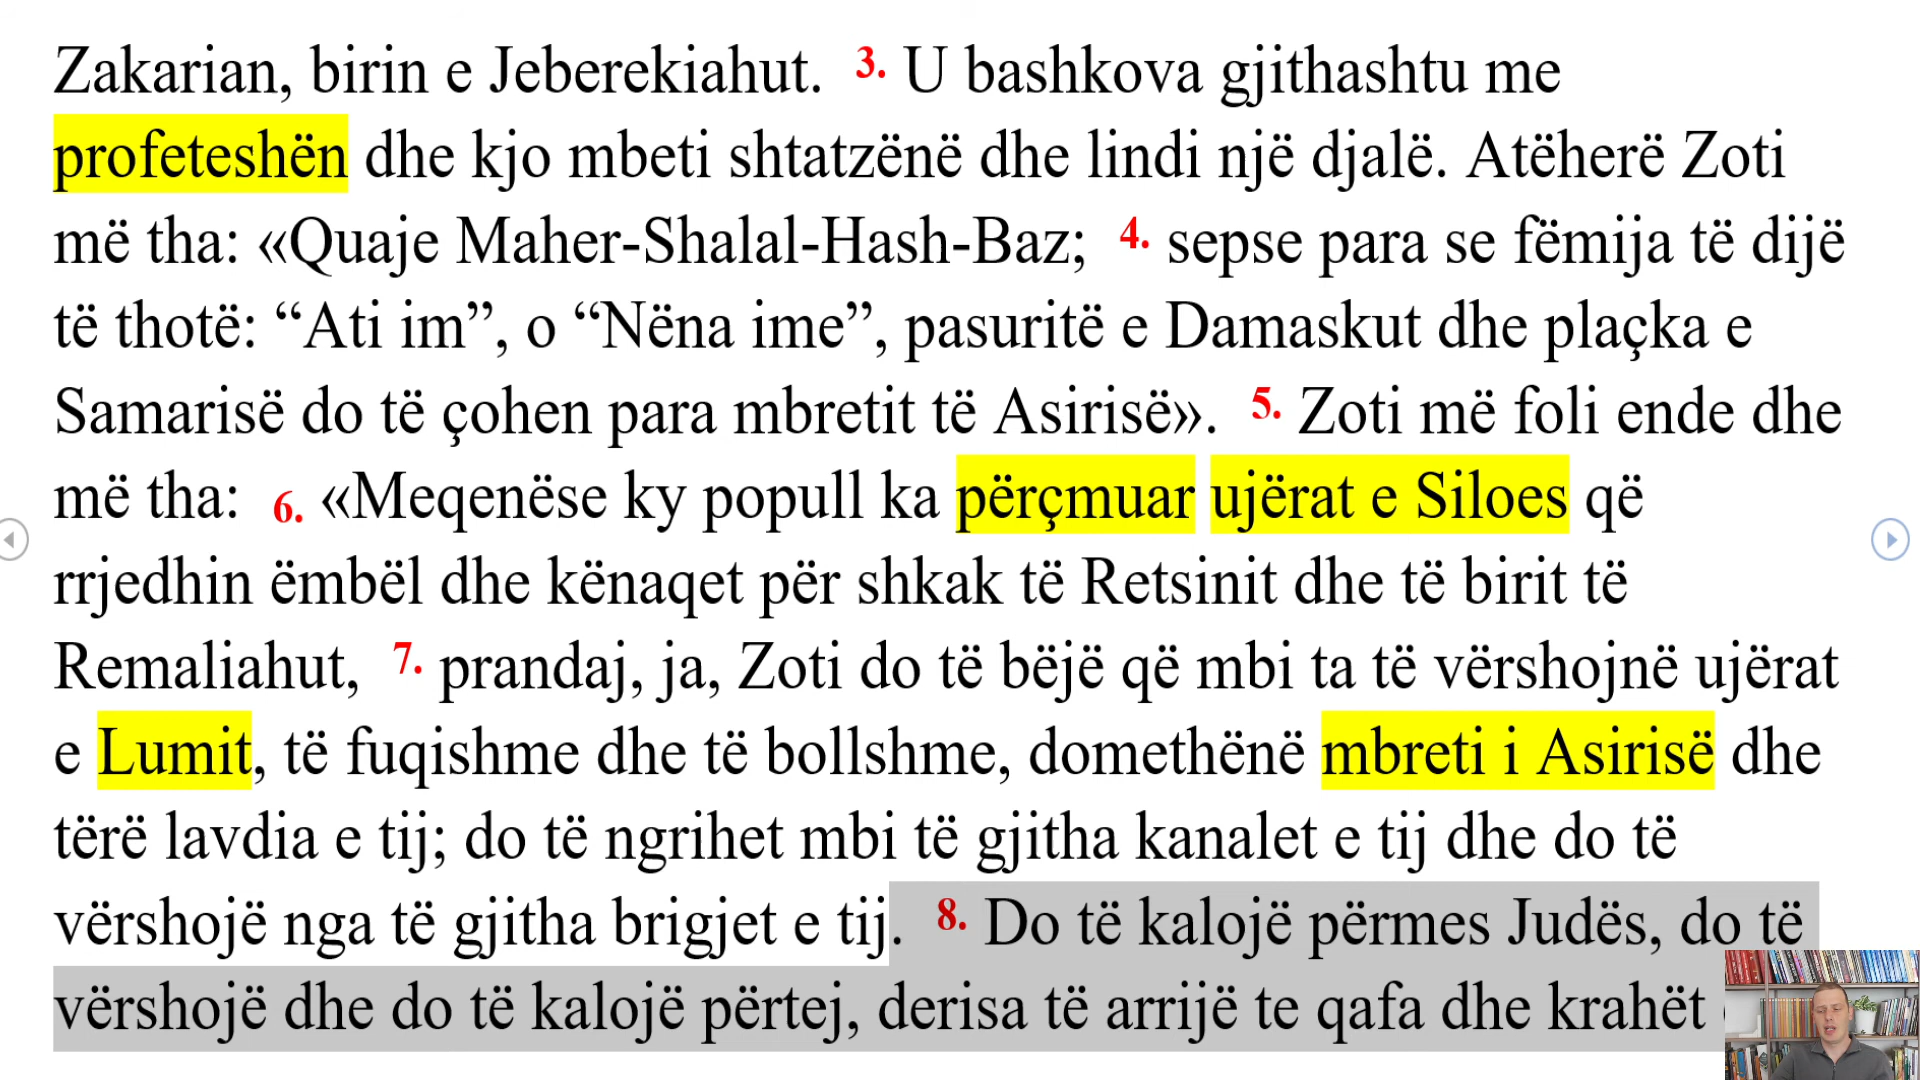 Zakarian, birin e Jeberekiahut. 3. U bashkova gjithashtu me
profeteshën dhe kjo mbeti shtatzënë dhe lindi një djalë. Atëherë Zoti
më tha: «Quaje Maher-Shalal-Hash-Baz; 4. sepse para se fëmija të dijë
të thotë: “Ati im”, o “Nëna ime”, pasuritë e Damaskut dhe plaçka e
Samarisë do të çohen para mbretit të Asirisë». 5. Zoti më foli ende dhe
më tha: 6. «Meqenëse ky popull ka përçmuar ujërat e Siloes që
rrjedhin ëmbël dhe kënaqet për shkak të Retsinit dhe të birit të
Remaliahut, 7. prandaj, ja, Zoti do të bëjë që mbi ta të vërshojnë ujërat
e Lumit, të fuqishme dhe të bollshme, domethënë mbreti i Asirisë dhe
tërë lavdia e tij; do të ngrihet mbi të gjitha kanalet e tij dhe do të
vërshojë nga të gjitha brigjet e tij. 8. Do të kalojë përmes Judës, do të
vërshojë dhe do të kalojë përtej, derisa të arrijë te qafa dhe krahët